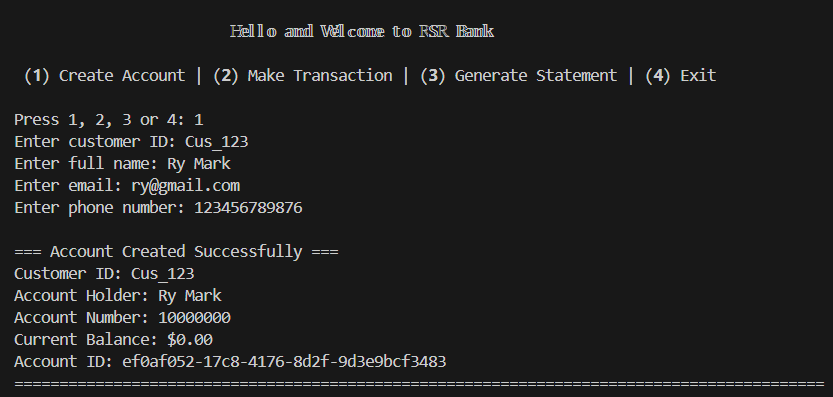 Hello and Welcome to RSR Bank
(1) Create Account | (2) Make Transaction | (3) Generate Statement | (4) Exit
Press 1, 2, 3 or 4: 1
Enter customer ID: Cus_123
Enter full name: Ry Mark
Enter email: ry@gmail.com
Enter phone number: 123456789876
=== Account Created Successfully ===
Customer ID: Cus_123
Account Holder: Ry Mark
Account Number: 10000000
Current Balance: $0.00
Account ID: ef0af052-17c8-4176-8d2f-9d3e9bcf3483
==========================================================================================